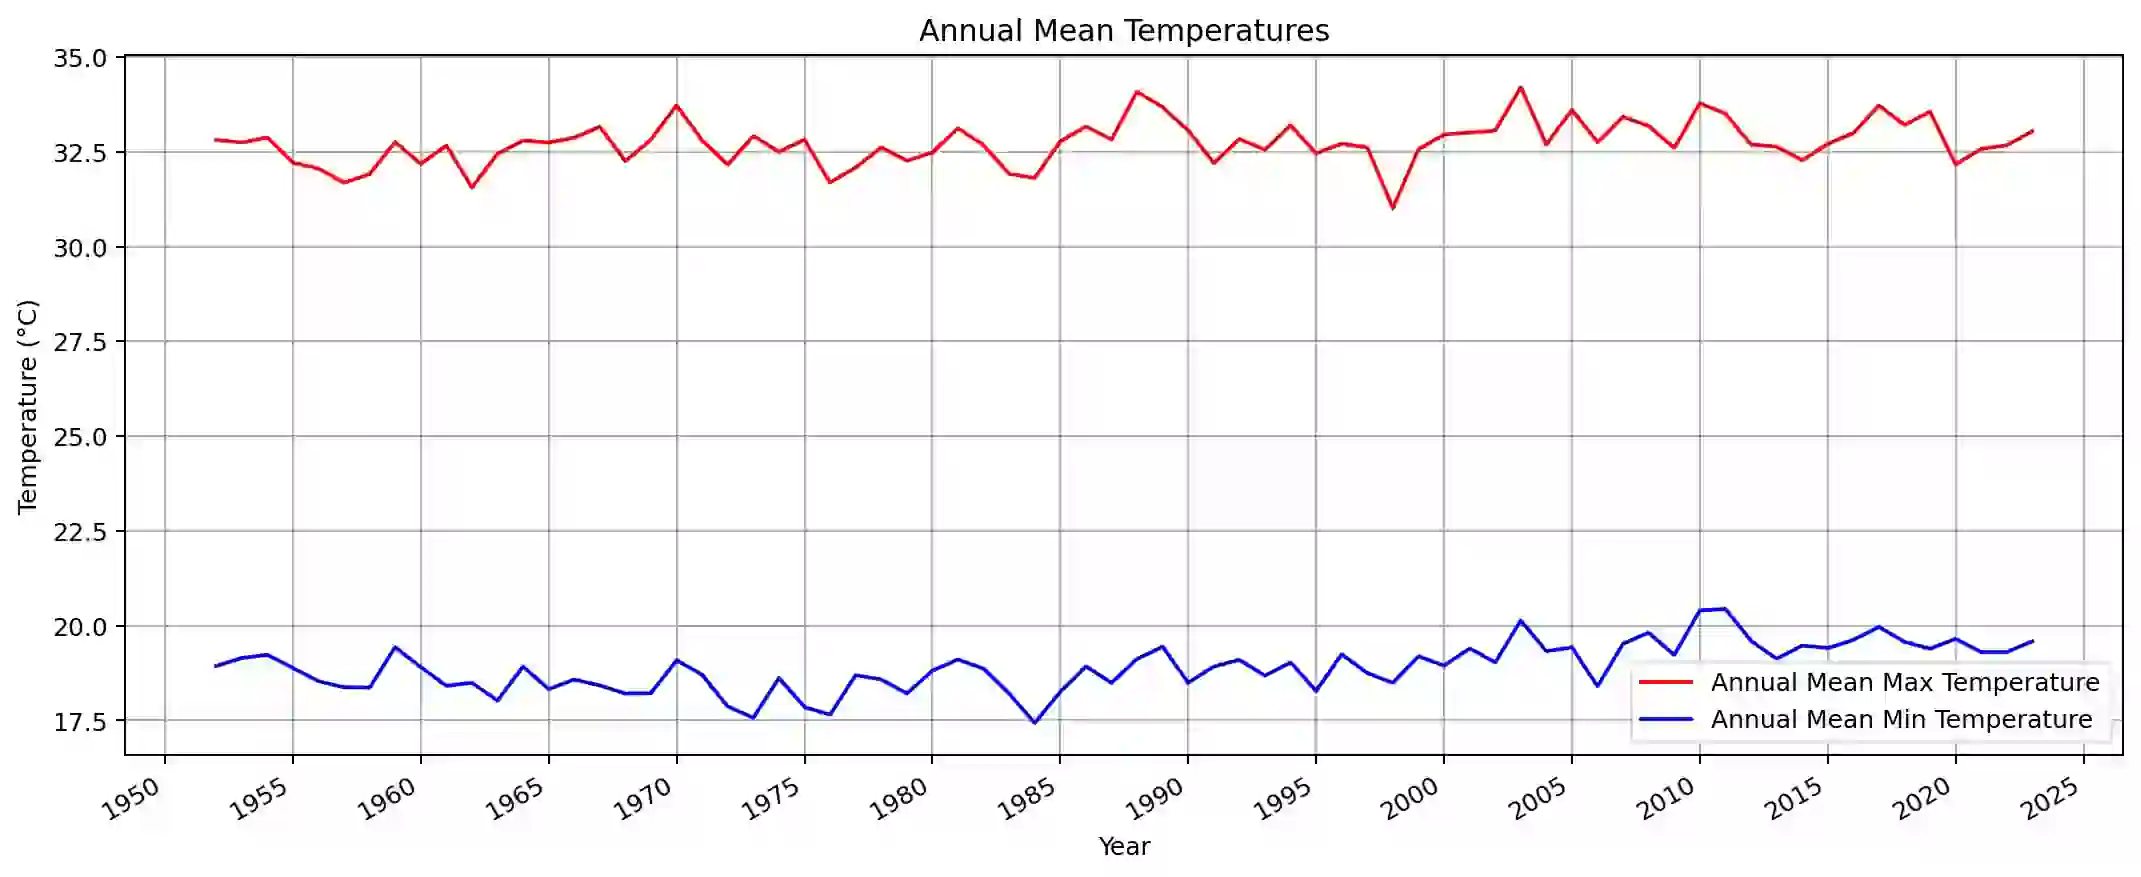 Annual Mean Temperatures
35.0
32.5
30.0
27.5
25.0
22.5
20.0
17.5
Temperature (°C)
Annual Mean Max Temperature
Annual Mean Min Temperature
1950 1955 1960 1965 1970 1975 1980 1985 1990 1995 2000 2005 2010 2015 2020 2025
Year